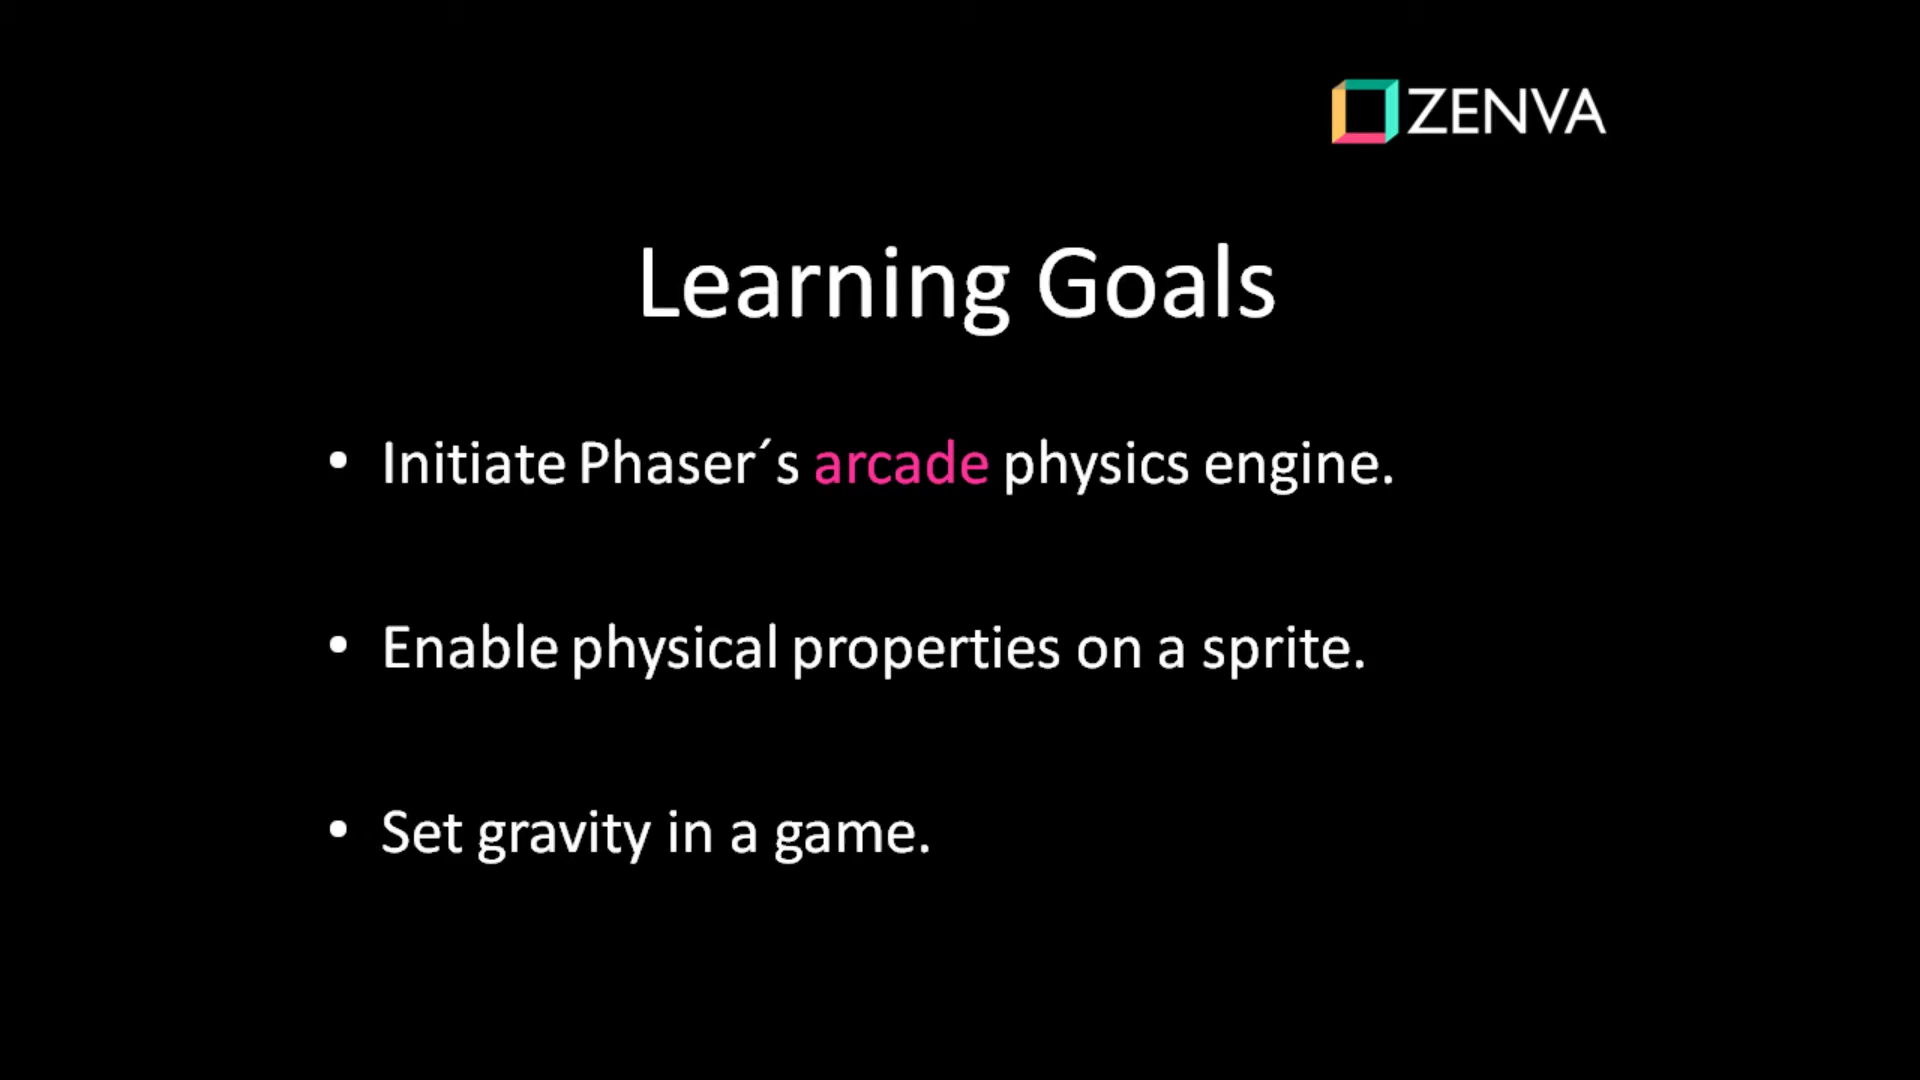 ZENVA
Learning Goals
• Initiate Phaser´s arcade physics engine.
• Enable physical properties on a sprite.
• Set gravity in a game.